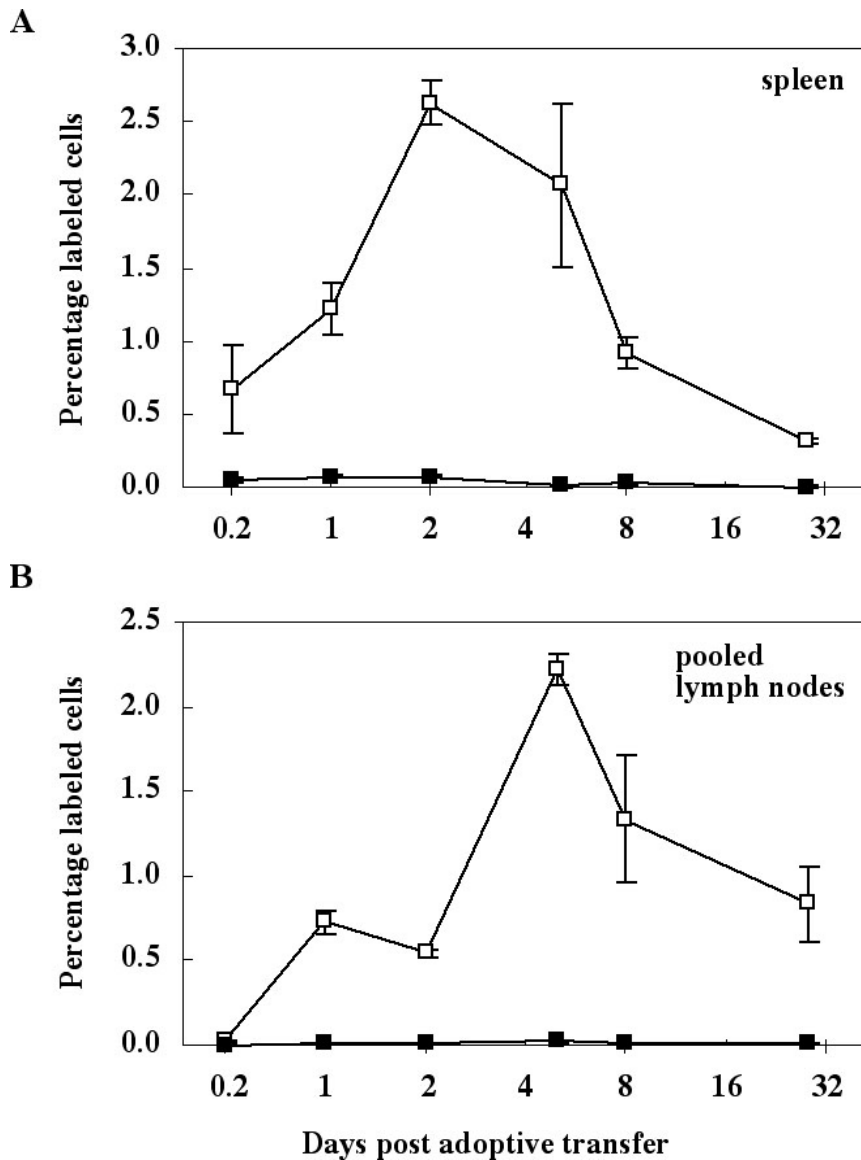 A
Percentage labeled cells
3.0
2.5
2.0
1.5
1.0
0.5
0.0
spleen
0.2 1 2 4 8 16 32
B
Percentage labeled cells
2.5
2.0
1.5
1.0
0.5
0.0
pooled
lymph nodes
0.2 1 2 4 8 16 32
Days post adoptive transfer